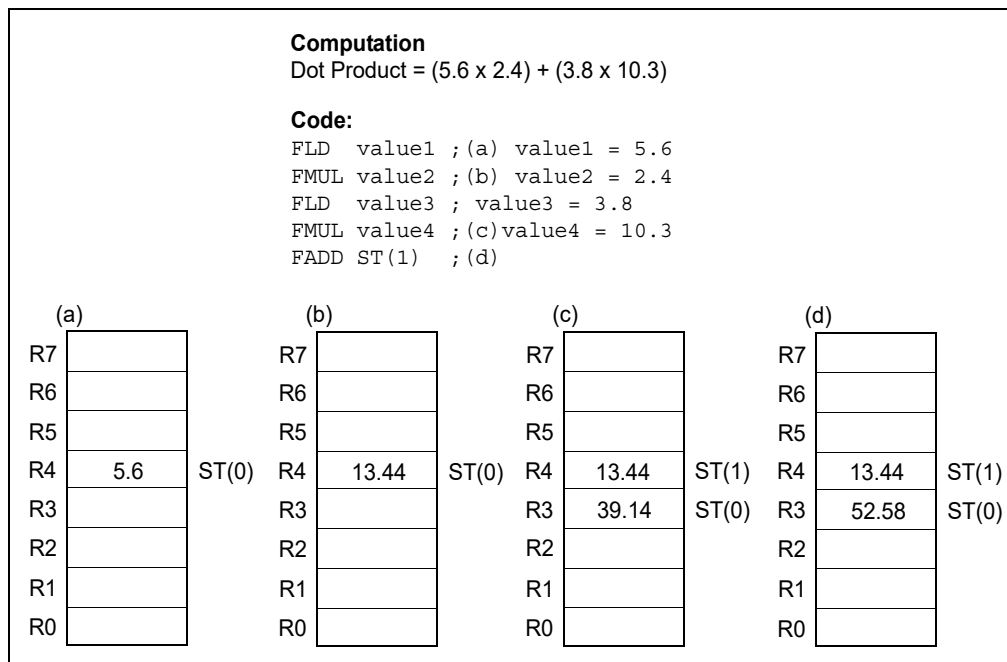 Computation
Dot Product = (5.6 x 2.4) + (3.8 x 10.3)
Code:
FLD  value1 ;(a) value1 = 5.6
FMUL value2 ;(b) value2 = 2.4
FLD  value3 ; value3 = 3.8
FMUL value4 ;(c)value4 = 10.3
FADD ST(1)  ;(d)
(a)
R7
R6
R5
R4 5.6 ST(0)
R3
R2
R1
R0
(b)
R7
R6
R5
R4 13.44 ST(0)
R3
R2
R1
R0
(c)
R7
R6
R5
R4 13.44 ST(1)
R3 39.14 ST(0)
R2
R1
R0
(d)
R7
R6
R5
R4 13.44 ST(1)
R3 52.58 ST(0)
R2
R1
R0